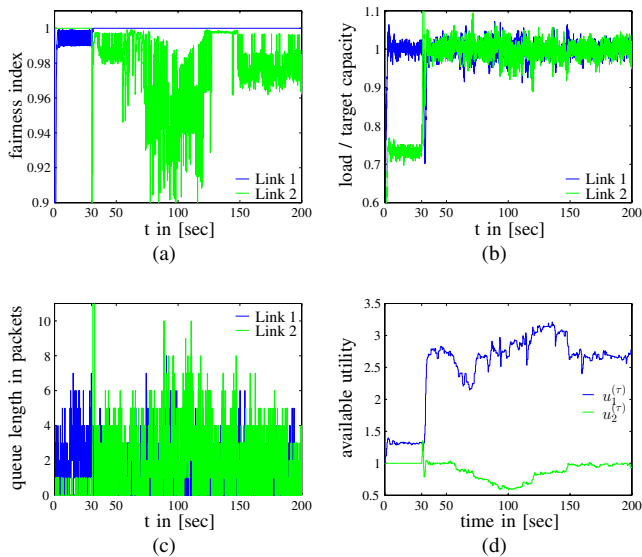 1
0.98
0.96
0.94
0.92
0.9
0 30 50 100 150 200
fairness index
t in [sec]
Link 1
Link 2
(a)
1.1
1
0.9
0.8
0.7
0.6
0 30 50 100 150 200
load / target capacity
t in [sec]
Link 1
Link 2
(b)
10
8
6
4
2
0
0 30 50 100 150 200
queue length in packets
t in [sec]
Link 1
Link 2
(c)
3.5
3
2.5
2
1.5
1
0.5
0 30 50 100 150 200
available utility
time in [sec]
u₁^(τ)
u₂^(τ)
(d)